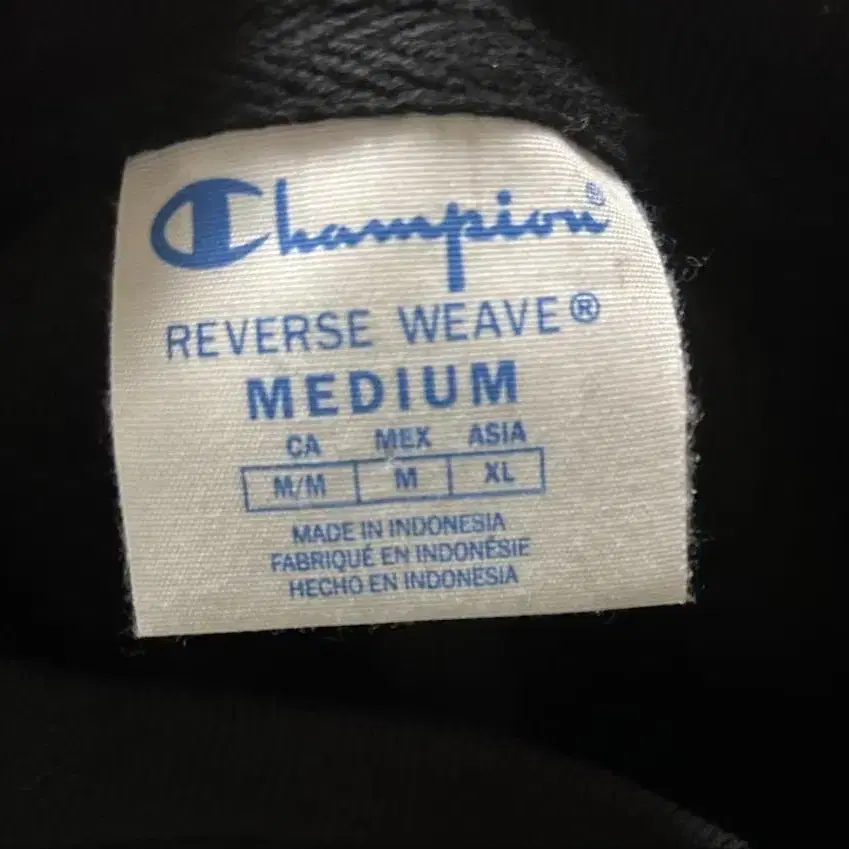 Champion®
REVERSE WEAVE®
MEDIUM
CA MEX ASIA
M/M M XL
MADE IN INDONESIA
FABRIQUÉ EN INDONÉSIE
HECHO EN INDONESIA